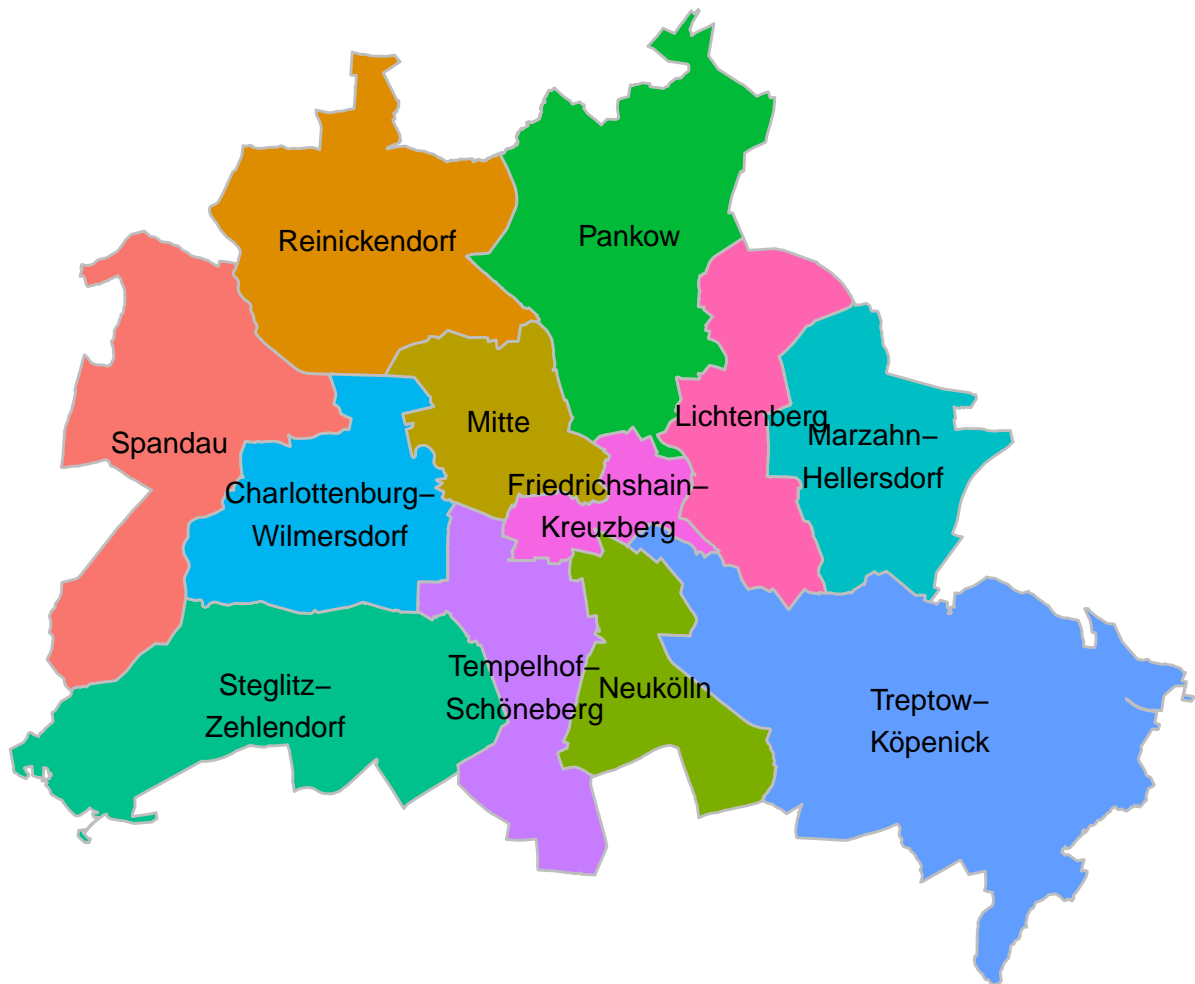 Pankow
Reinickendorf
Lichtenberg
Mitte
Marzahn–
Hellersdorf
Spandau
Friedrichshain–
Kreuzberg
Charlottenburg–
Wilmersdorf
Tempelhof–
Schöneberg
Neukölln
Steglitz–
Zehlendorf
Treptow–
Köpenick